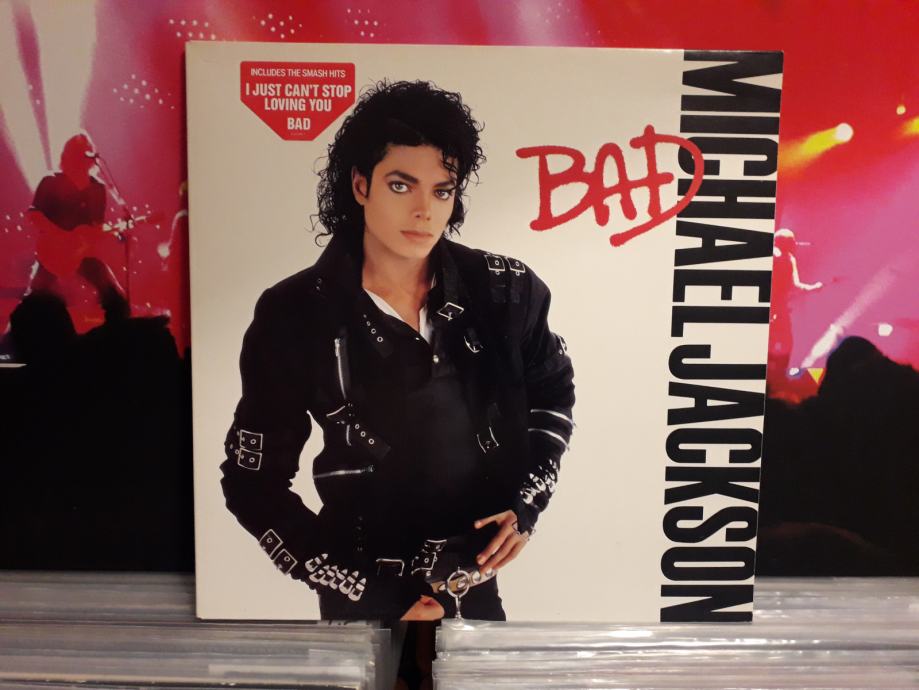 INCLUDES THE SMASH HITS
I JUST CAN'T STOP
LOVING YOU
BAD
BAD
MICHAEL JACKSON